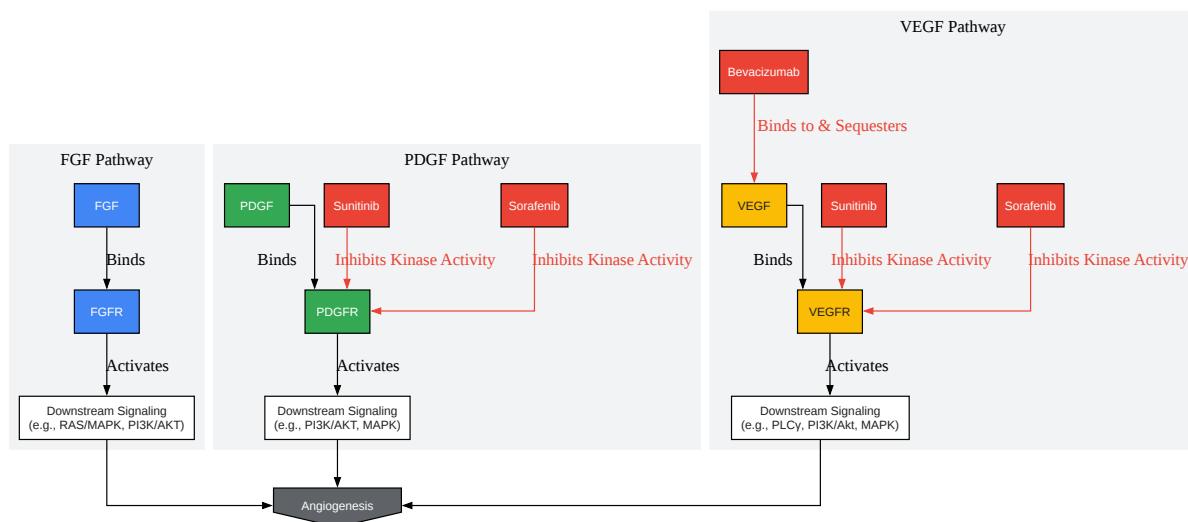 VEGF Pathway
Bevacizumab
Binds to & Sequesters
FGF Pathway
PDGF Pathway
FGF
PDGF
Sunitinib
Sorafenib
VEGF
Sunitinib
Sorafenib
Binds
Binds
Inhibits Kinase Activity
Inhibits Kinase Activity
Binds
Inhibits Kinase Activity
Inhibits Kinase Activity
FGFR
PDGFR
VEGFR
Activates
Activates
Activates
Downstream Signaling
(e.g., RAS/MAPK, PI3K/AKT)
Downstream Signaling
(e.g., PI3K/AKT, MAPK)
Downstream Signaling
(e.g., PLCγ, PI3K/Akt, MAPK)
Angiogenesis